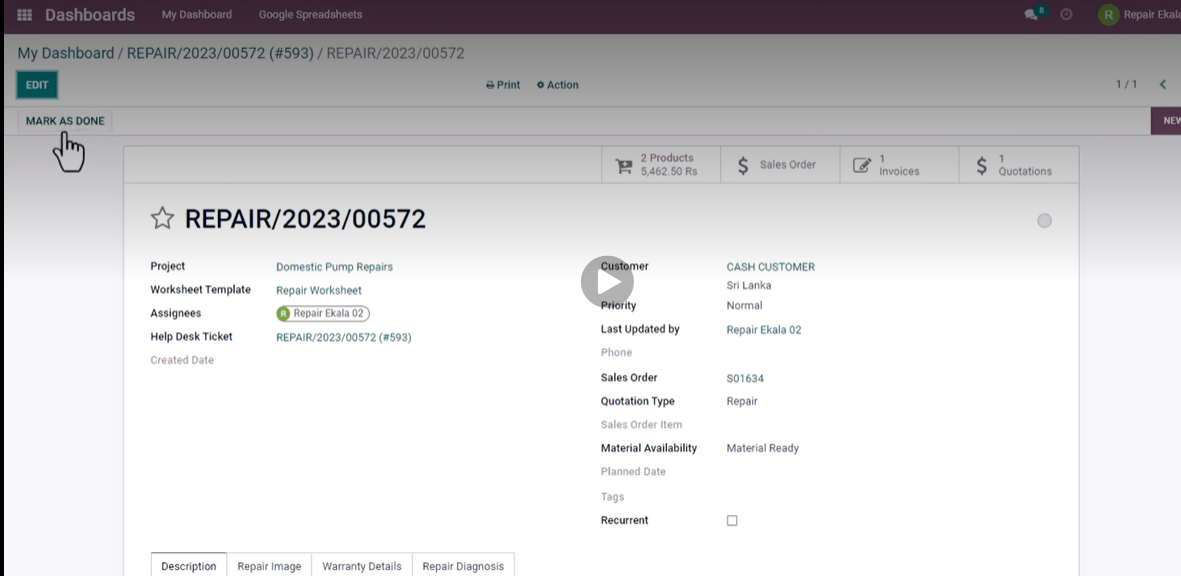 Dashboards My Dashboard Google Spreadsheets 8 R Repair Ekala
My Dashboard / REPAIR/2023/00572 (#593) / REPAIR/2023/00572
EDIT Print Action 1 / 1
MARK AS DONE NEW
2 Products
5,462.50 Rs
Sales Order
1
Invoices
1
Quotations
REPAIR/2023/00572
Project Domestic Pump Repairs
Worksheet Template Repair Worksheet
Assignees R Repair Ekala 02
Help Desk Ticket REPAIR/2023/00572 (#593)
Created Date
Customer CASH CUSTOMER
Sri Lanka
Priority Normal
Last Updated by Repair Ekala 02
Phone
Sales Order S01634
Quotation Type Repair
Sales Order Item
Material Availability Material Ready
Planned Date
Tags
Recurrent
Description Repair Image Warranty Details Repair Diagnosis